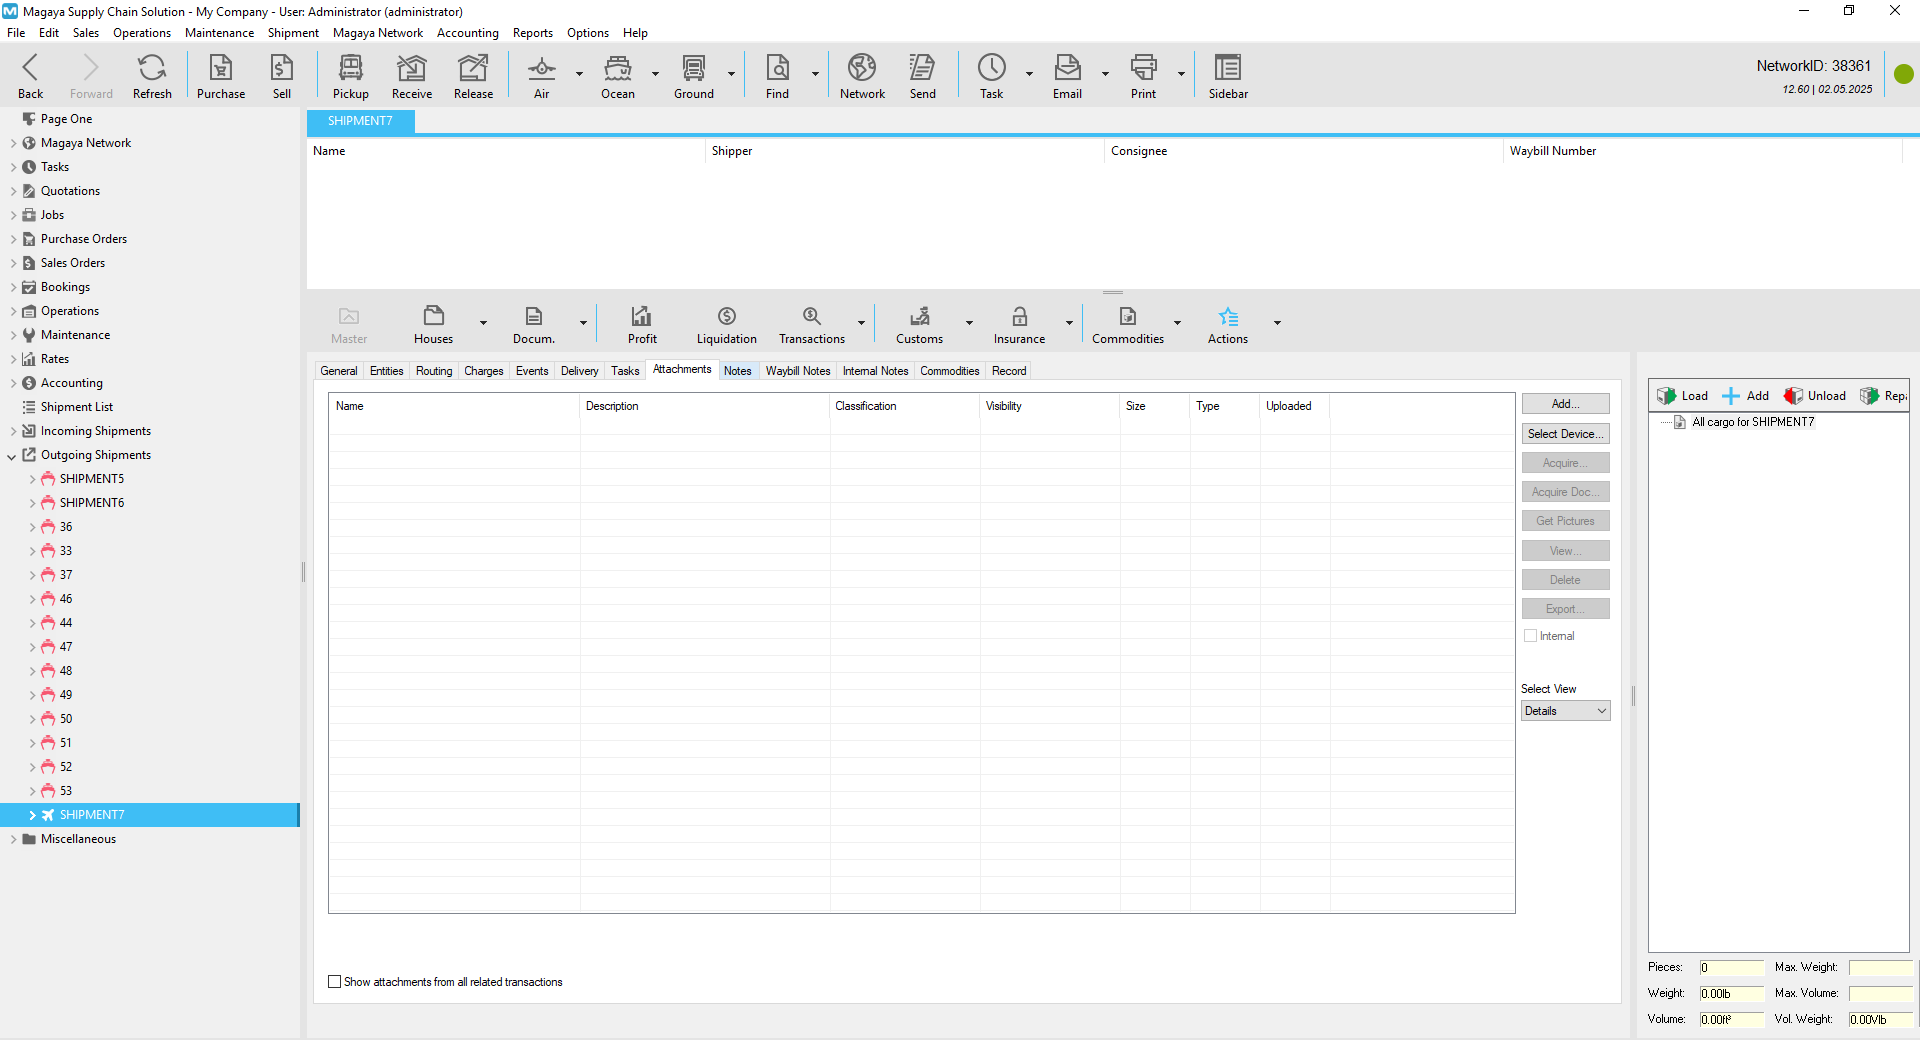 Magaya Supply Chain Solution - My Company - User: Administrator (administrator)
File Edit Sales Operations Maintenance Shipment Magaya Network Accounting Reports Options Help
Back Forward Refresh Purchase Sell Pickup Receive Release Air Ocean Ground Find Network Send Task Email Print Sidebar
NetworkID: 38361
12.60 | 02.05.2025
Page One
Magaya Network
Tasks
Quotations
Jobs
Purchase Orders
Sales Orders
Bookings
Operations
Maintenance
Rates
Accounting
Shipment List
Incoming Shipments
Outgoing Shipments
SHIPMENT5
SHIPMENT6
36
33
37
46
44
47
48
49
50
51
52
53
SHIPMENT7
Miscellaneous
SHIPMENT7
Name Shipper Consignee Waybill Number
Master Houses Docum. Profit Liquidation Transactions Customs Insurance Commodities Actions
General Entities Routing Charges Events Delivery Tasks Attachments Notes Waybill Notes Internal Notes Commodities Record
Name Description Classification Visibility Size Type Uploaded
Add...
Select Device...
Acquire...
Acquire Doc...
Get Pictures
View...
Delete
Export...
Internal
Select View
Details
Show attachments from all related transactions
Load Add Unload Repa
All cargo for SHIPMENT7
Pieces: 0 Max. Weight:
Weight: 0.00lb Max. Volume:
Volume: 0.00ft³ Vol. Weight: 0.00Vlb